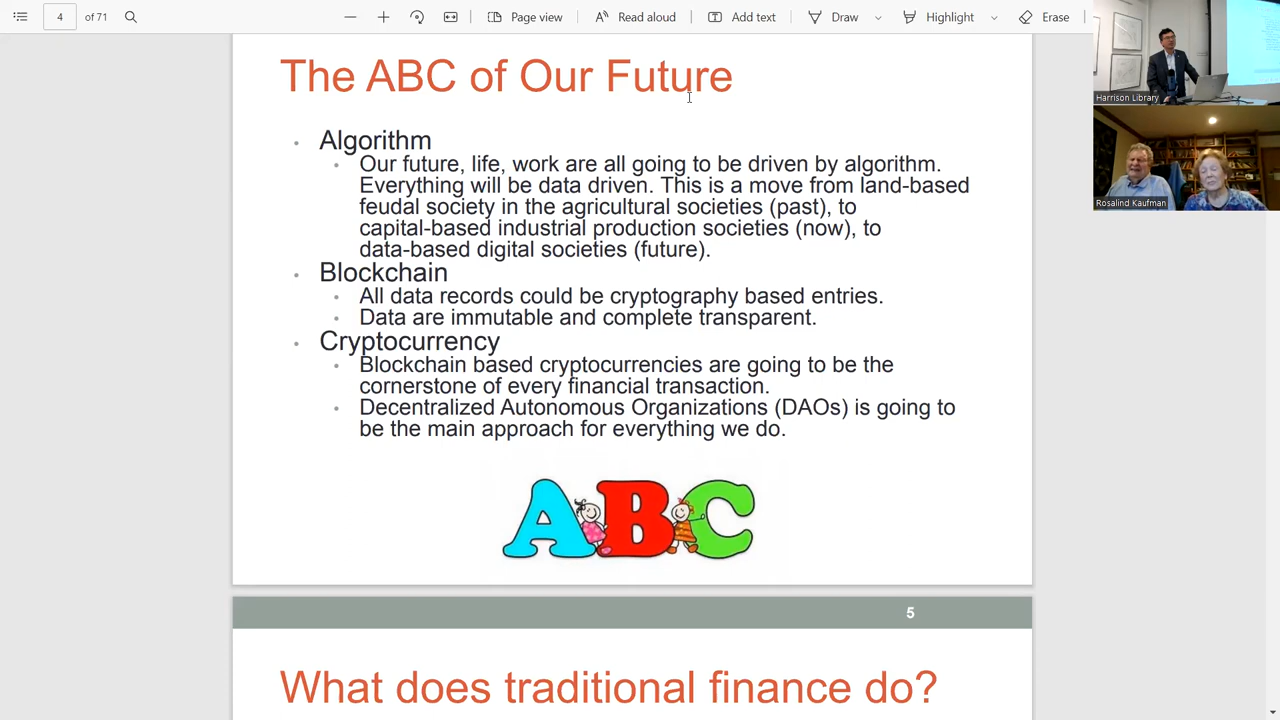 4 of 71 Page view Read aloud Add text Draw Highlight Erase
The ABC of Our Future
• Algorithm
• Our future, life, work are all going to be driven by algorithm.
Everything will be data driven. This is a move from land-based
feudal society in the agricultural societies (past), to
capital-based industrial production societies (now), to
data-based digital societies (future).
• Blockchain
• All data records could be cryptography based entries.
• Data are immutable and complete transparent.
• Cryptocurrency
• Blockchain based cryptocurrencies are going to be the
cornerstone of every financial transaction.
• Decentralized Autonomous Organizations (DAOs) is going to
be the main approach for everything we do.
ABC
5
What does traditional finance do?
Harrison Library
Rosalind Kaufman